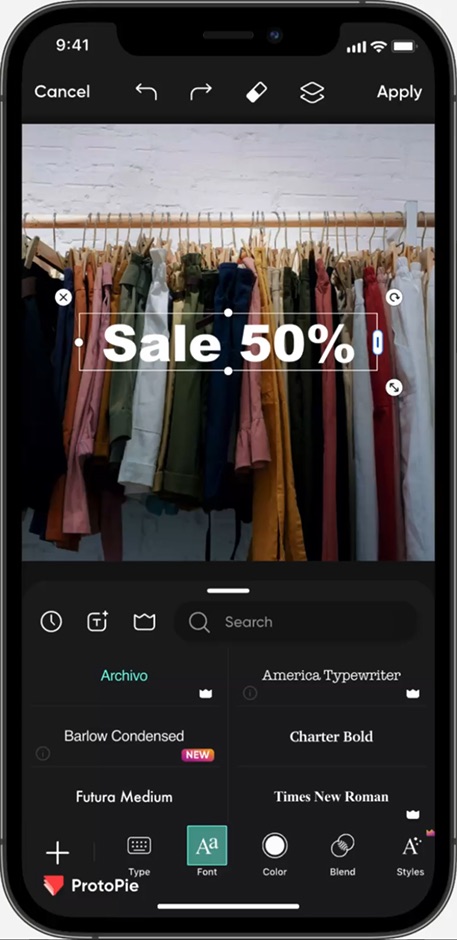 9:41
Cancel
Apply
Sale 50%
Search
Archivo
America Typewriter
Barlow Condensed
NEW
Charter Bold
Futura Medium
Times New Roman
Type
Aa
Font
Color
Blend
A
Styles
ProtoPie